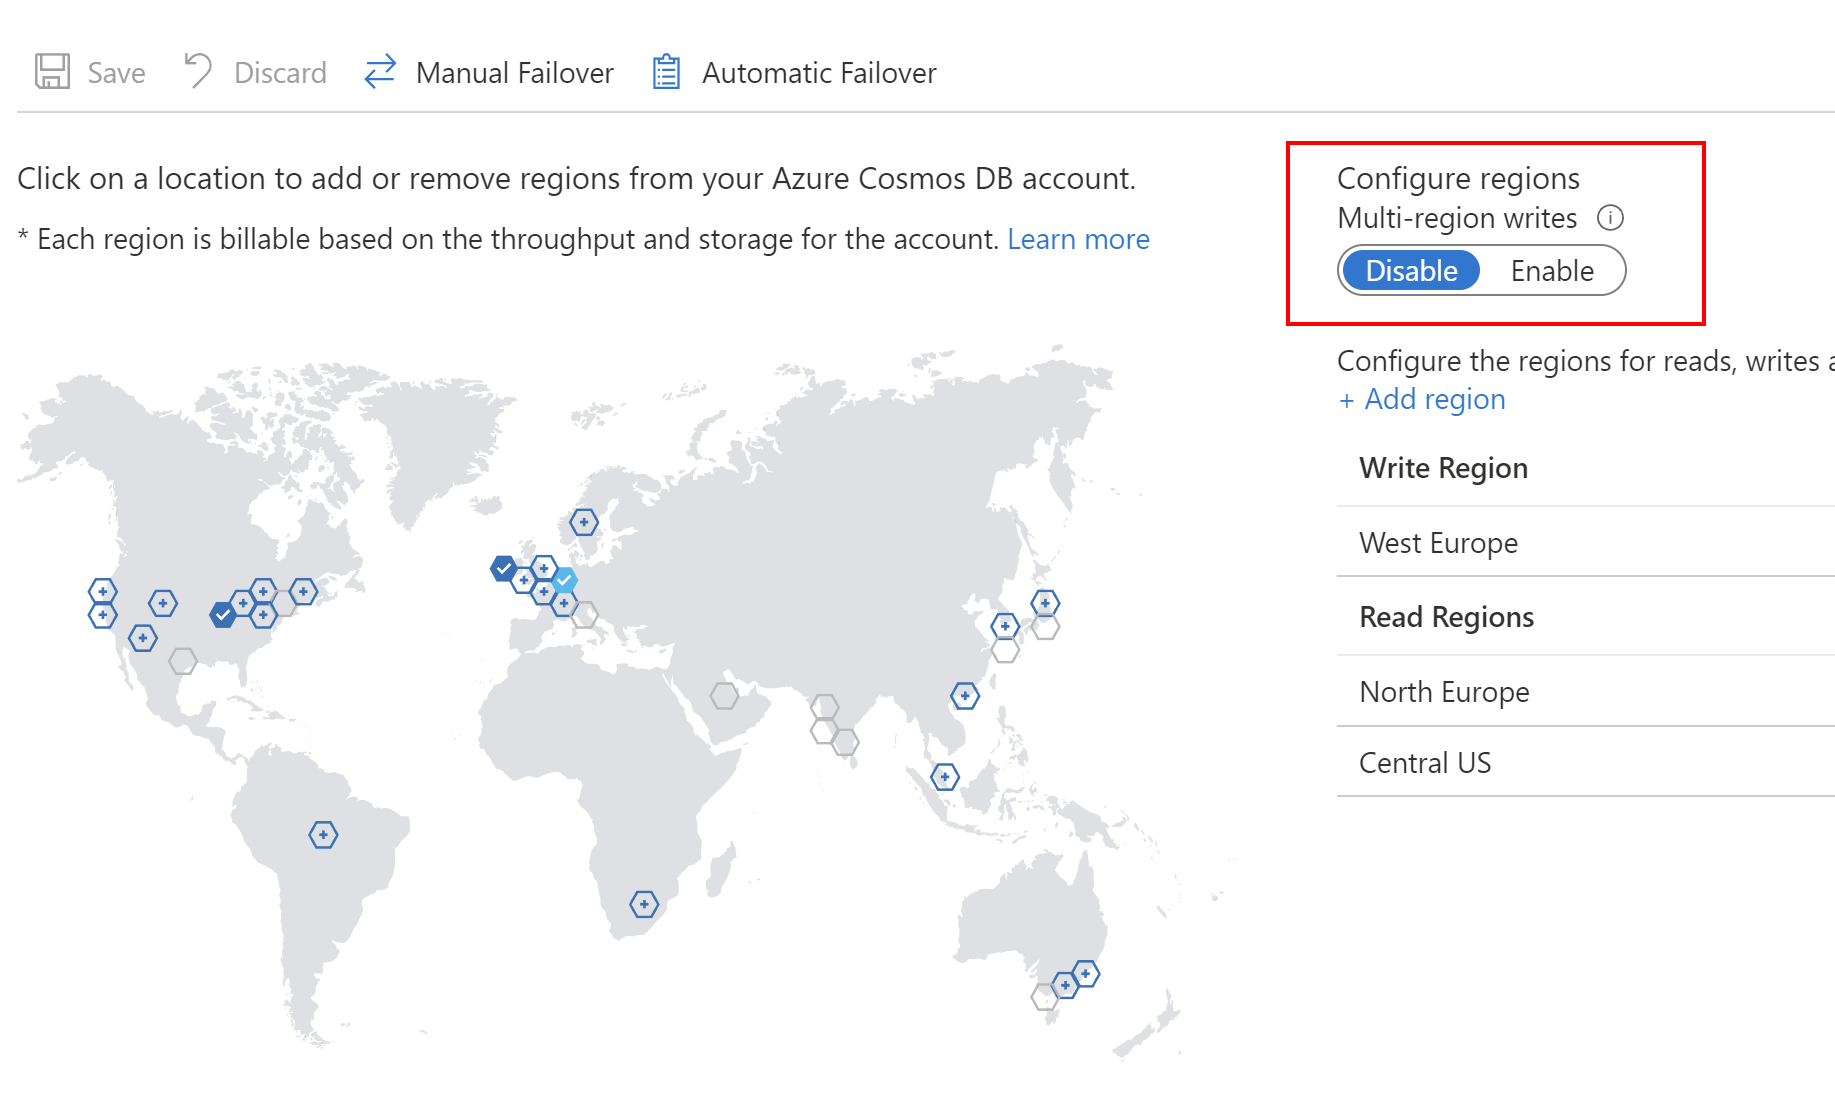 Save Discard Manual Failover Automatic Failover
Click on a location to add or remove regions from your Azure Cosmos DB account.
* Each region is billable based on the throughput and storage for the account. Learn more
Configure regions
Multi-region writes
Disable Enable
Configure the regions for reads, writes a
+ Add region
Write Region
West Europe
Read Regions
North Europe
Central US